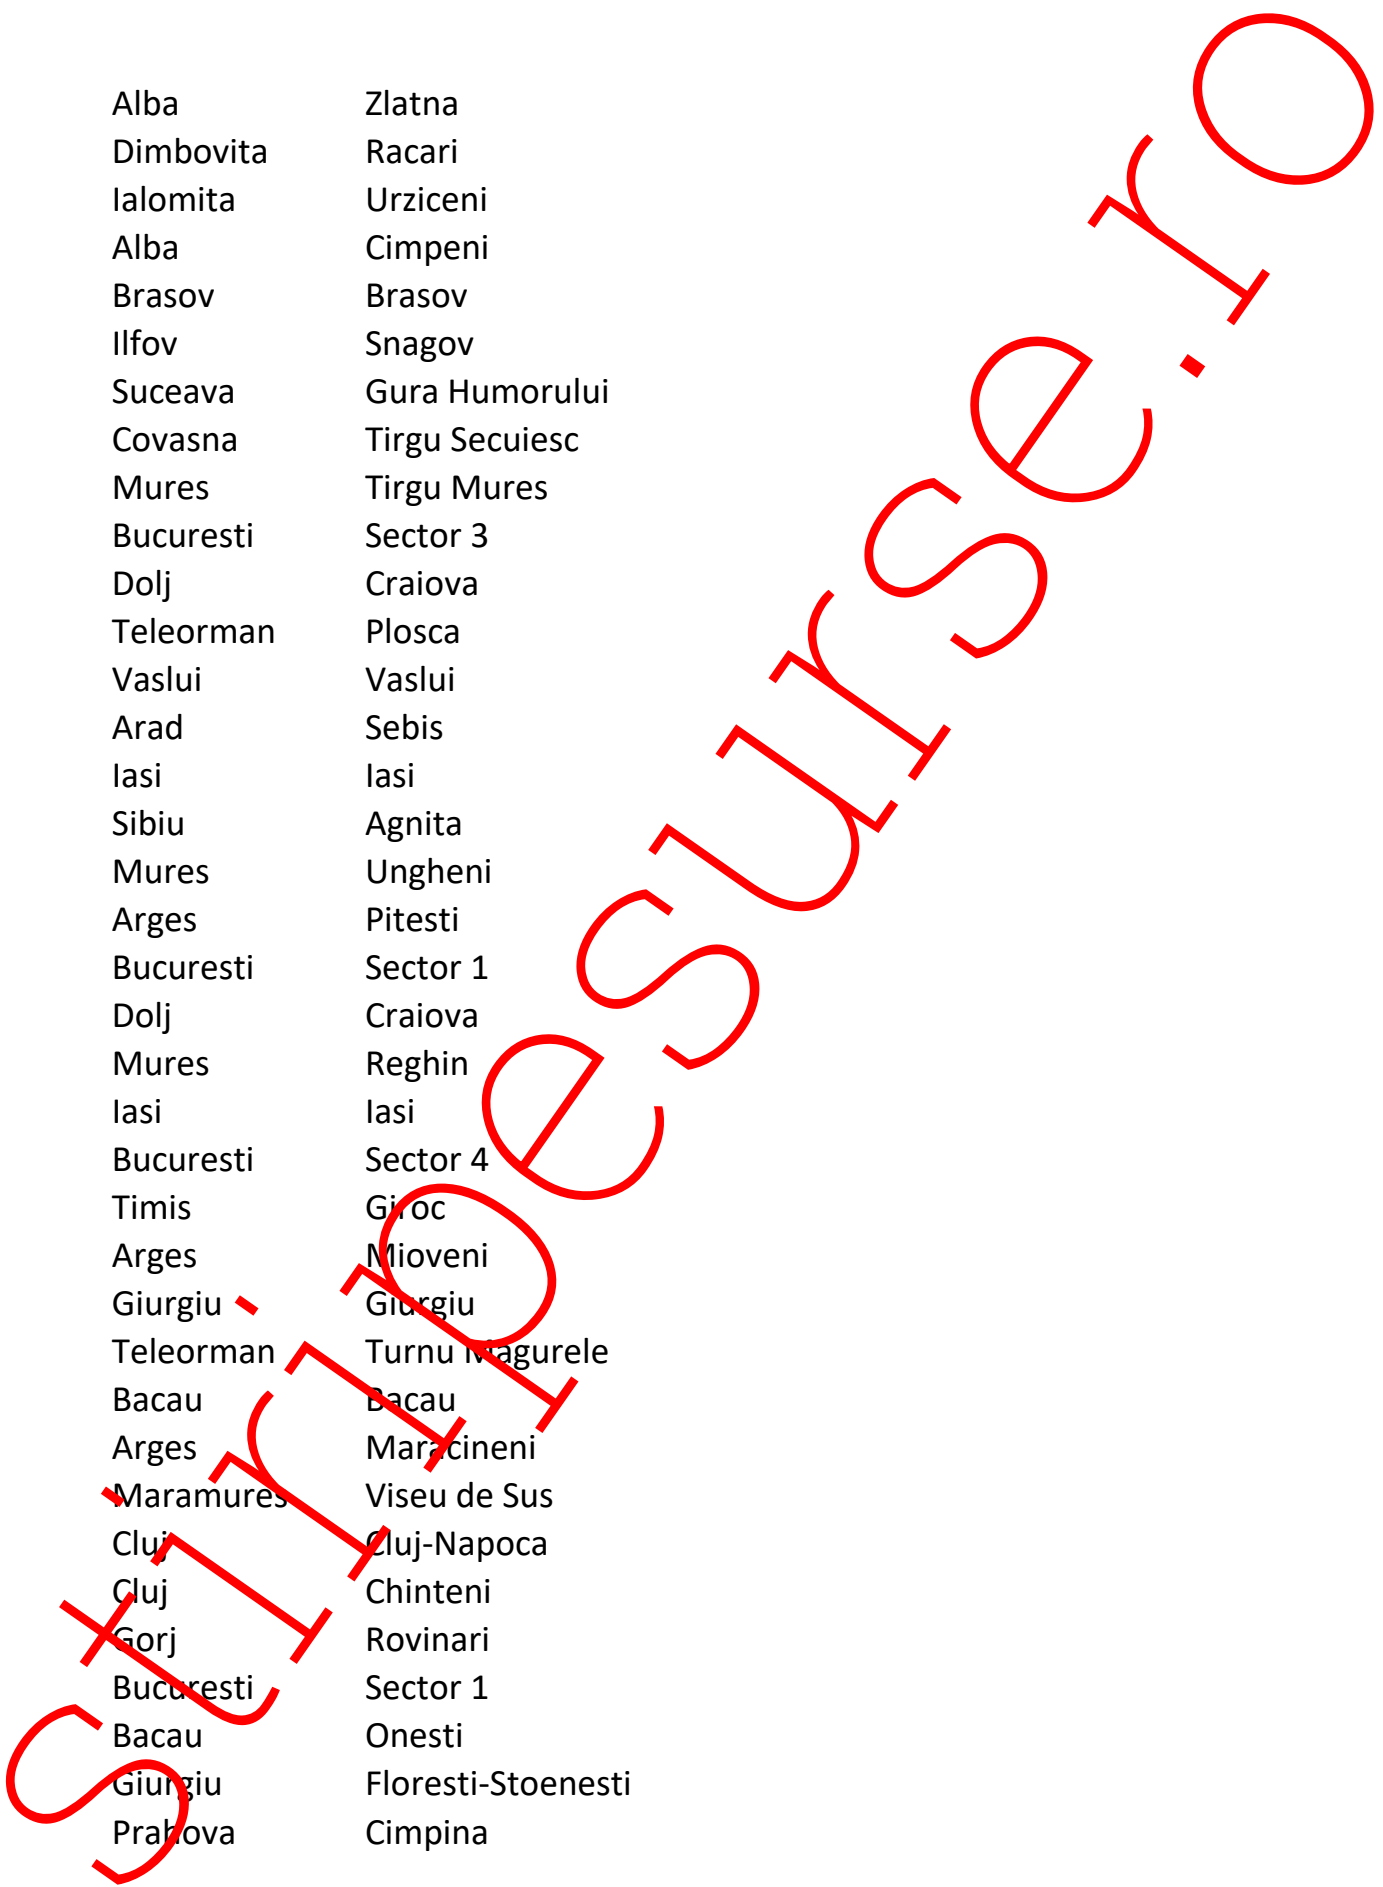 Alba Zlatna
Dimbovita Racari
Ialomita Urziceni
Alba Cimpeni
Brasov Brasov
Ilfov Snagov
Suceava Gura Humorului
Covasna Tirgu Secuiesc
Mures Tirgu Mures
Bucuresti Sector 3
Dolj Craiova
Teleorman Plosca
Vaslui Vaslui
Arad Sebis
Iasi Iasi
Sibiu Agnita
Mures Ungheni
Arges Pitesti
Bucuresti Sector 1
Dolj Craiova
Mures Reghin
Iasi Iasi
Bucuresti Sector 4
Timis Giroc
Arges Mioveni
Giurgiu Giurgiu
Teleorman Turnu Magurele
Bacau Bacau
Arges Maracineni
Maramures Viseu de Sus
Cluj Cluj-Napoca
Cluj Chinteni
Gorj Rovinari
Bucuresti Sector 1
Bacau Onesti
Giurgiu Floresti-Stoenesti
Prahova Cimpina
stiripesurse.ro